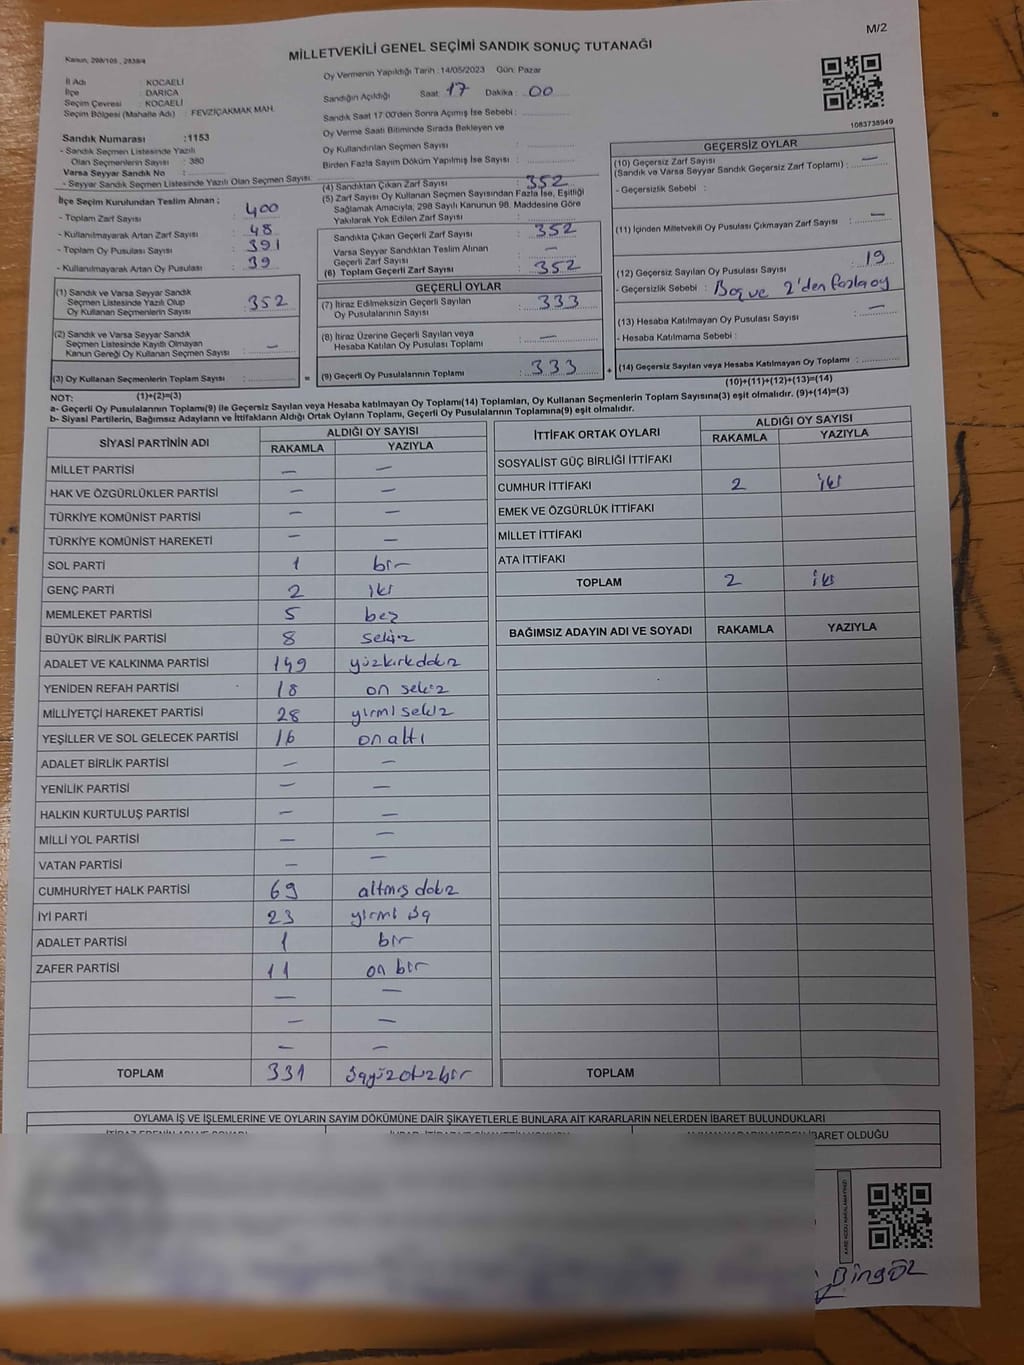 M/2
MİLLETVEKİLİ GENEL SEÇİMİ SANDIK SONUÇ TUTANAĞI
Kanun, 298/105 , 2839/4
İl Adı : KOCAELİ
İlçe : DARICA
Seçim Çevresi : KOCAELİ
Seçim Bölgesi (Mahalle Adı) : FEVZİÇAKMAK MAH.
Sandık Numarası :1153
- Sandık Seçmen Listesinde Yazılı
Olan Seçmenlerin Sayısı : 380
Varsa Seyyar Sandık No :
- Seyyar Sandık Seçmen Listesinde Yazılı Olan Seçmen Sayısı
Oy Vermenin Yapıldığı Tarih :14/05/2023 Gün: Pazar
Sandığın Açıldığı Saat 17 Dakika : 00
Sandık Saat 17:00'den Sonra Açılmış İse Sebebi :
Oy Verme Saati Bitiminde Sırada Bekleyen ve
Oy Kullandırılan Seçmen Sayısı :
Birden Fazla Sayım Döküm Yapılmış İse Sayısı :
1083738949
İlçe Seçim Kurulundan Teslim Alınan ;
- Toplam Zarf Sayısı : 400
- Kullanılmayarak Artan Zarf Sayısı : 48
- Toplam Oy Pusulası Sayısı : 391
- Kullanılmayarak Artan Oy Pusulası : 39
(1) Sandık ve Varsa Seyyar Sandık
Seçmen Listesinde Yazılı Olup
Oy Kullanan Seçmenlerin Sayısı : 352
(2) Sandık ve Varsa Seyyar Sandık
Seçmen Listesinde Kayıtlı Olmayan
Kanun Gereği Oy Kullanan Seçmen Sayısı : —
(3) Oy Kullanan Seçmenlerin Toplam Sayısı :
(4) Sandıktan Çıkan Zarf Sayısı : 352
(5) Zarf Sayısı Oy Kullanan Seçmen Sayısından Fazla İse, Eşitliği
Sağlamak Amacıyla, 298 Sayılı Kanunun 98. Maddesine Göre
Yakılarak Yok Edilen Zarf Sayısı :
Sandıkta Çıkan Geçerli Zarf Sayısı : 352
Varsa Seyyar Sandıktan Teslim Alınan
Geçerli Zarf Sayısı : —
(6) Toplam Geçerli Zarf Sayısı : 352
GEÇERLİ OYLAR
(7) İtiraz Edilmeksizin Geçerli Sayılan
Oy Pusulalarının Sayısı : 333
(8) İtiraz Üzerine Geçerli Sayılan veya
Hesaba Katılan Oy Pusulası Toplamı : —
= (9) Geçerli Oy Pusulalarının Toplamı : 333 +
GEÇERSİZ OYLAR
(10) Geçersiz Zarf Sayısı
(Sandık ve Varsa Seyyar Sandık Geçersiz Zarf Toplamı) : —
- Geçersizlik Sebebi :
(11) İçinden Milletvekili Oy Pusulası Çıkmayan Zarf Sayısı : —
(12) Geçersiz Sayılan Oy Pusulası Sayısı : 19
- Geçersizlik Sebebi : Boş ve 2'den fazla oy
(13) Hesaba Katılmayan Oy Pusulası Sayısı : —
- Hesaba Katılmama Sebebi :
(14) Geçersiz Sayılan veya Hesaba Katılmayan Oy Toplamı :
NOT: (1)+(2)=(3) (10)+(11)+(12)+(13)=(14)
a- Geçerli Oy Pusulalarının Toplamı(9) ile Geçersiz Sayılan veya Hesaba Katılmayan Oy Toplamı(14) Toplamları, Oy Kullanan Seçmenlerin Toplam Sayısına(3) eşit olmalıdır. (9)+(14)=(3)
b- Siyasi Partilerin, Bağımsız Adayların ve İttifakların Aldığı Ortak Oyların Toplamı, Geçerli Oy Pusulalarının Toplamına(9) eşit olmalıdır.
SİYASİ PARTİNİN ADI ALDIĞI OY SAYISI
RAKAMLA YAZIYLA
MİLLET PARTİSİ — —
HAK VE ÖZGÜRLÜKLER PARTİSİ — —
TÜRKİYE KOMÜNİST PARTİSİ — —
TÜRKİYE KOMÜNİST HAREKETİ — —
SOL PARTİ 1 bir
GENÇ PARTİ 2 iki
MEMLEKET PARTİSİ 5 beş
BÜYÜK BİRLİK PARTİSİ 8 sekiz
ADALET VE KALKINMA PARTİSİ 149 yüzkırkdokuz
YENİDEN REFAH PARTİSİ 18 on sekiz
MİLLİYETÇİ HAREKET PARTİSİ 28 yirmi sekiz
YEŞİLLER VE SOL GELECEK PARTİSİ 16 on altı
ADALET BİRLİK PARTİSİ — —
YENİLİK PARTİSİ — —
HALKIN KURTULUŞ PARTİSİ — —
MİLLİ YOL PARTİSİ — —
VATAN PARTİSİ — —
CUMHURİYET HALK PARTİSİ 69 altmış dokuz
İYİ PARTİ 23 yirmi üç
ADALET PARTİSİ 1 bir
ZAFER PARTİSİ 11 on bir
— —
— —
— —
TOPLAM 331 üçyüzotuzbir
İTTİFAK ORTAK OYLARI ALDIĞI OY SAYISI
RAKAMLA YAZIYLA
SOSYALİST GÜÇ BİRLİĞİ İTTİFAKI
CUMHUR İTTİFAKI 2 iki
EMEK VE ÖZGÜRLÜK İTTİFAKI
MİLLET İTTİFAKI
ATA İTTİFAKI
TOPLAM 2 iki
BAĞIMSIZ ADAYIN ADI VE SOYADI RAKAMLA YAZIYLA
TOPLAM
OYLAMA İŞ VE İŞLEMLERİNE VE OYLARIN SAYIM DÖKÜMÜNE DAİR ŞİKAYETLERLE BUNLARA AİT KARARLARIN NELERDEN İBARET BULUNDUKLARI
İBARET OLDUĞU
KARE KODU KARALAMAYINIZ!
Bingöl